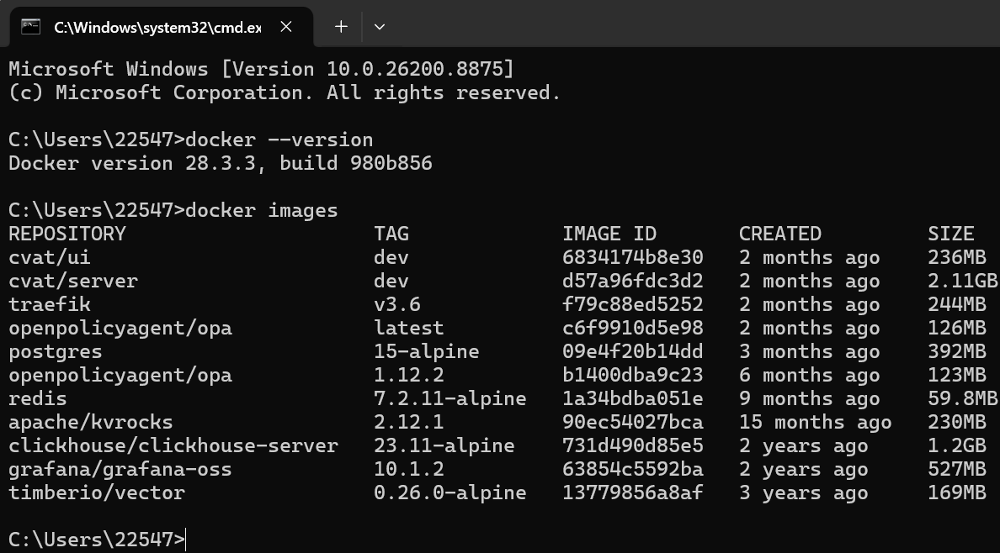 C:\Windows\system32\cmd.ex
Microsoft Windows [Version 10.0.26200.8875]
(c) Microsoft Corporation. All rights reserved.
C:\Users\22547>docker --version
Docker version 28.3.3, build 980b856
C:\Users\22547>docker images
REPOSITORY TAG IMAGE ID CREATED SIZE
cvat/ui dev 6834174b8e30 2 months ago 236MB
cvat/server dev d57a96fdc3d2 2 months ago 2.11GB
traefik v3.6 f79c88ed5252 2 months ago 244MB
openpolicyagent/opa latest c6f9910d5e98 2 months ago 126MB
postgres 15-alpine 09e4f20b14dd 3 months ago 392MB
openpolicyagent/opa 1.12.2 b1400dba9c23 6 months ago 123MB
redis 7.2.11-alpine 1a34bdba051e 9 months ago 59.8MB
apache/kvrocks 2.12.1 90ec54027bca 15 months ago 230MB
clickhouse/clickhouse-server 23.11-alpine 731d490d85e5 2 years ago 1.2GB
grafana/grafana-oss 10.1.2 63854c5592ba 2 years ago 527MB
timberio/vector 0.26.0-alpine 13779856a8af 3 years ago 169MB
C:\Users\22547>